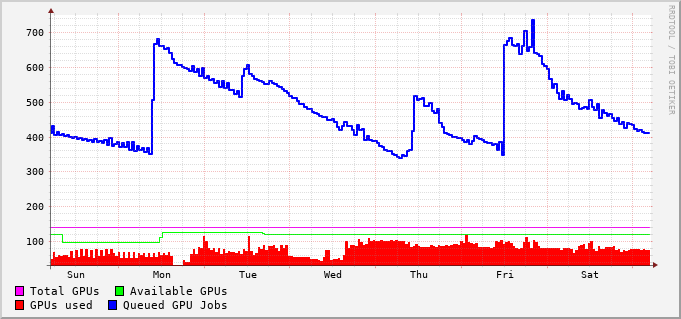 700
600
500
400
300
200
100
Sun Mon Tue Wed Thu Fri Sat
Total GPUs Available GPUs
GPUs used Queued GPU Jobs
RRDTOOL / TOBI OETIKER